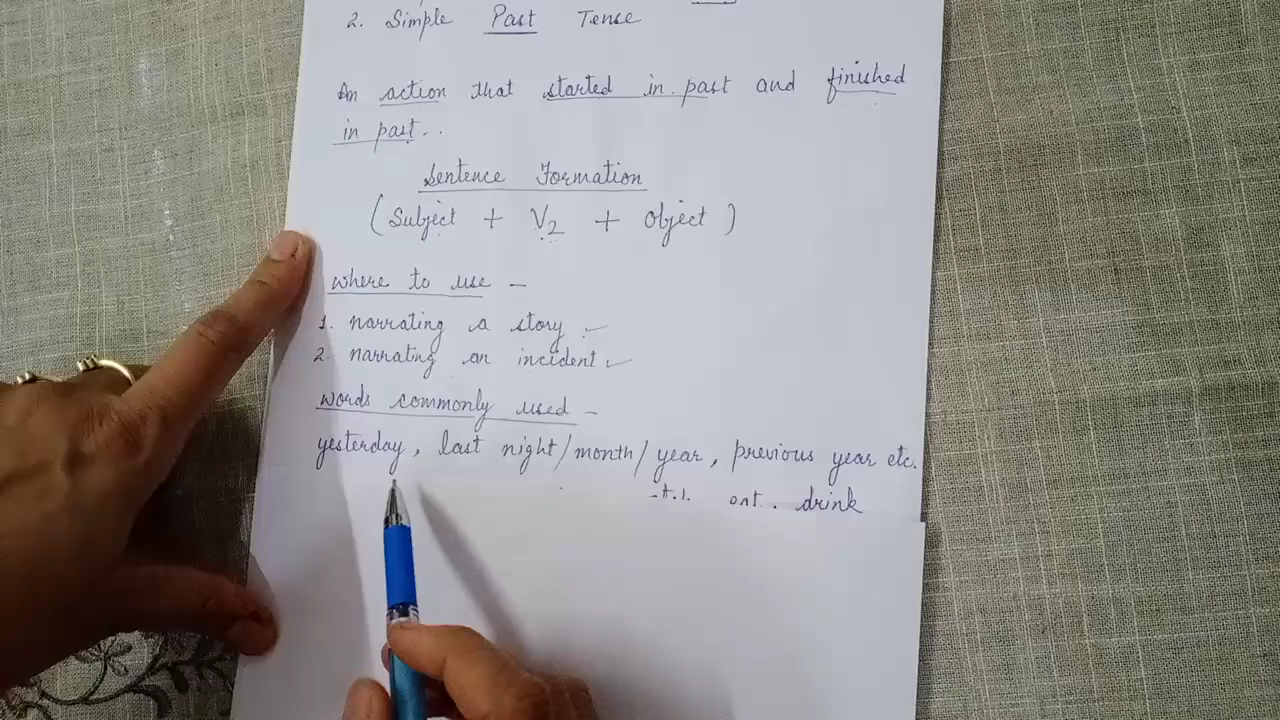 2. Simple Past Tense
An action that started in past and finished
in past..
Sentence Formation
(Subject + V2 + Object)
where to use -
1. narrating a story
2. narrating an incident
words commonly used -
yesterday, last night/month/year, previous year etc.
drink